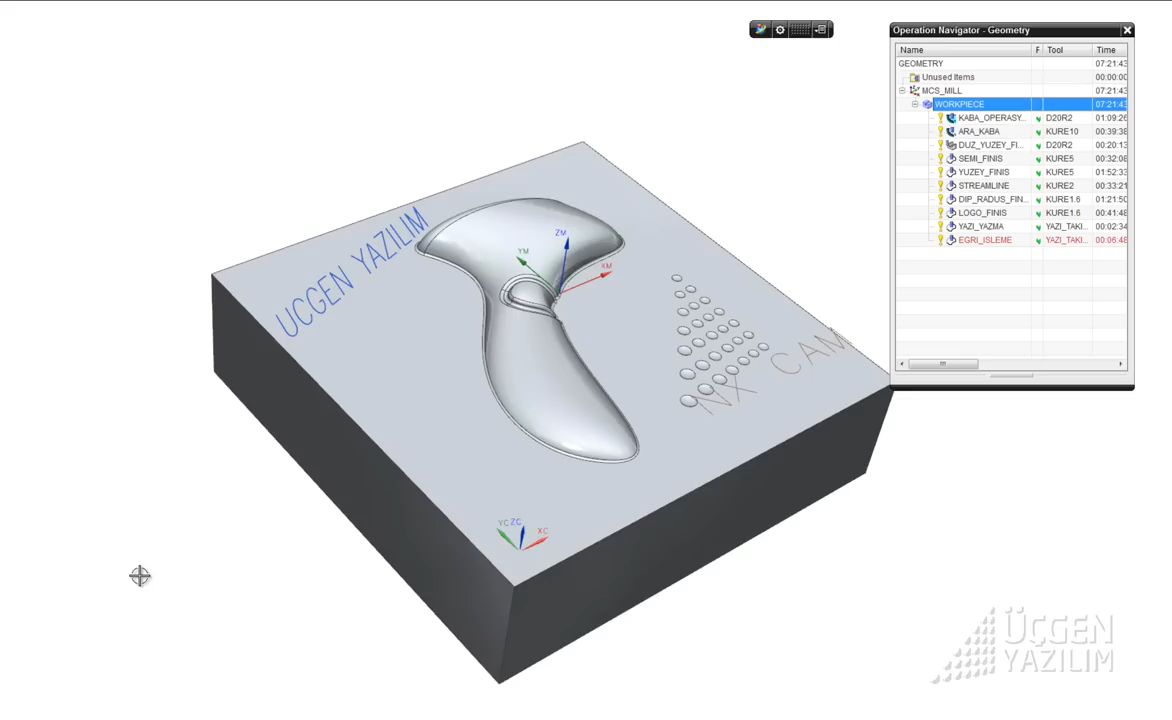 Operation Navigator - Geometry
Name F Tool Time
GEOMETRY 07:21:43
Unused Items 00:00:00
MCS_MILL 07:21:43
WORKPIECE 07:21:43
KABA_OPERASY... D20R2 01:09:26
ARA_KABA KURE10 00:39:38
DUZ_YUZEY_FI... D20R2 00:20:13
SEMI_FINIS KURE5 00:32:08
YUZEY_FINIS KURE5 01:52:33
STREAMLINE KURE2 00:33:21
DIP_RADUS_FIN... KURE1.6 01:21:50
LOGO_FINIS KURE1.6 00:41:48
YAZI_YAZMA YAZI_TAKI... 00:02:34
EGRI_ISLEME YAZI_TAKI... 00:06:48
UCGEN YAZILIM
ZM
YM
XM
NX CAM
YC ZC XC
ÜÇGEN
YAZILIM